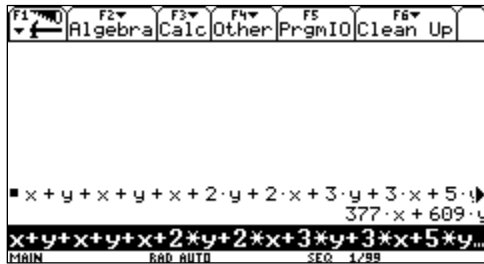 F1 F2 Algebra F3 Calc F4 Other F5 PrgmIO F6 Clean Up
x + y + x + y + x + 2·y + 2·x + 3·y + 3·x + 5·y
377·x + 609·y
x+y+x+y+x+2*y+2*x+3*y+3*x+5*y…
MAIN RAD AUTO SEQ 1/99